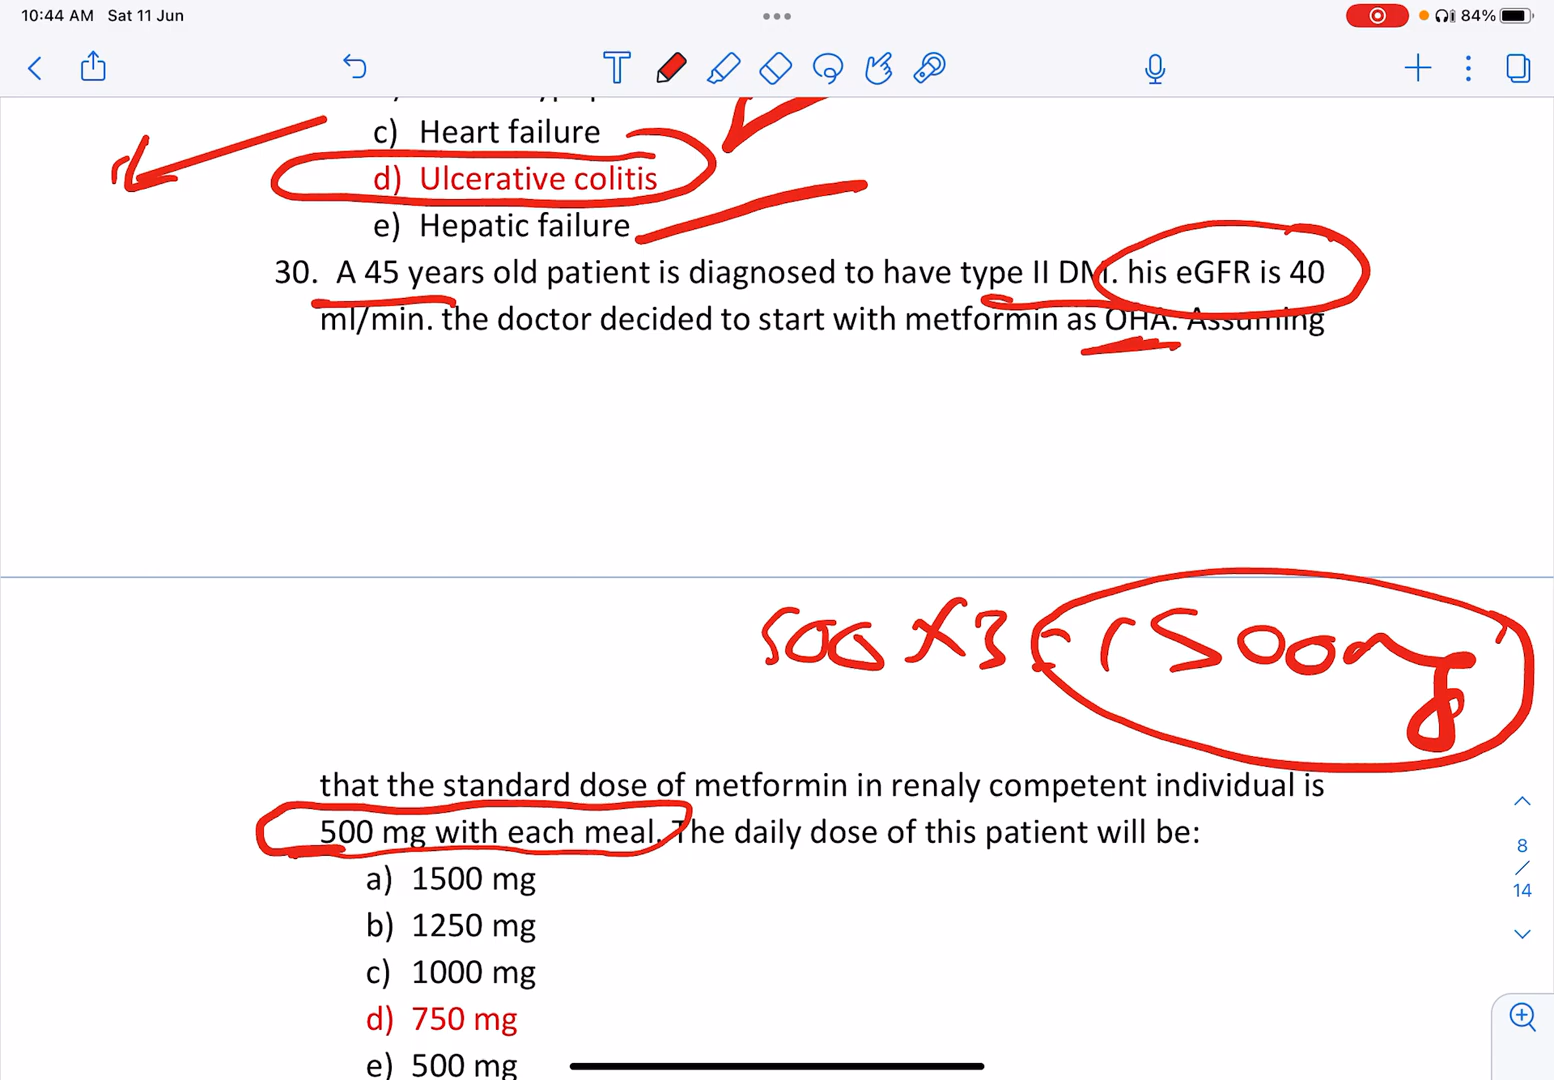 10:44 AM Sat 11 Jun
84%
c) Heart failure
d) Ulcerative colitis
e) Hepatic failure
30. A 45 years old patient is diagnosed to have type II DM. his eGFR is 40
ml/min. the doctor decided to start with metformin as OHA. Assuming
500 X 3 = 1500mg
that the standard dose of metformin in renaly competent individual is
500 mg with each meal. The daily dose of this patient will be:
a) 1500 mg
b) 1250 mg
c) 1000 mg
d) 750 mg
e) 500 mg
8
/
14